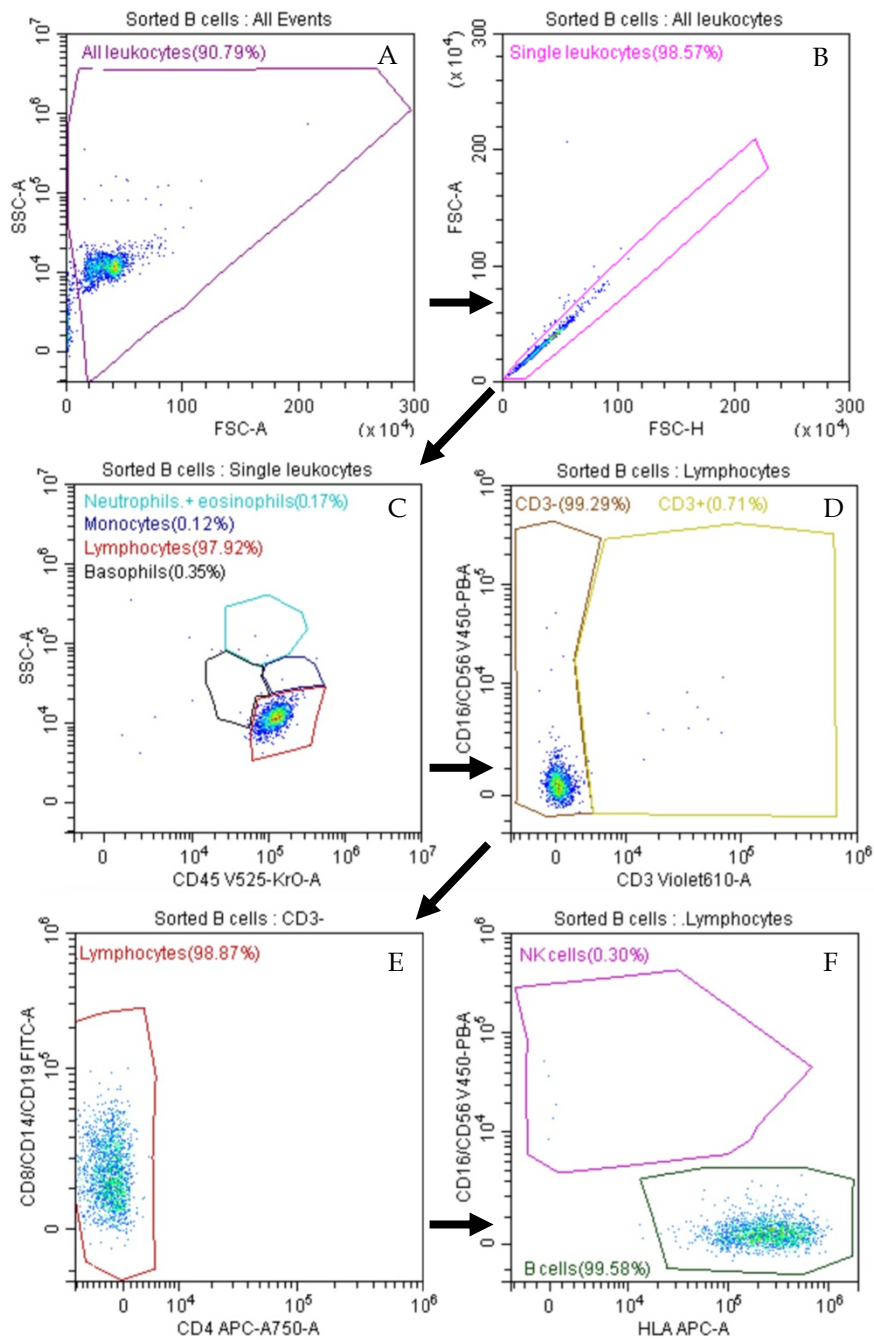 Sorted B cells : All Events
All leukocytes(90.79%)
A
SSC-A
10^7
10^6
10^5
10^4
0
0
100
200
300
FSC-A
(x 10^4)
Sorted B cells : All leukocytes
Single leukocytes(98.57%)
B
(x 10^4)
FSC-A
300
200
100
0
0
100
200
300
FSC-H
(x 10^4)
Sorted B cells : Single leukocytes
Neutrophils.+ eosinophils(0.17%)
C
Monocytes(0.12%)
Lymphocytes(97.92%)
Basophils(0.35%)
SSC-A
10^7
10^6
10^5
10^4
0
0
10^4
10^5
10^6
10^7
CD45 V525-KrO-A
Sorted B cells : Lymphocytes
CD3-(99.29%)
CD3+(0.71%)
D
CD16/CD56 V450-PB-A
10^6
10^5
10^4
0
0
10^4
10^5
10^6
CD3 Violet610-A
Sorted B cells : CD3-
Lymphocytes(98.87%)
E
CD8/CD14/CD19 FITC-A
10^6
10^5
0
0
10^4
10^5
10^6
CD4 APC-A750-A
Sorted B cells : .Lymphocytes
NK cells(0.30%)
F
CD16/CD56 V450-PB-A
10^6
10^5
10^4
0
B cells(99.58%)
0
10^4
10^5
10^6
HLA APC-A